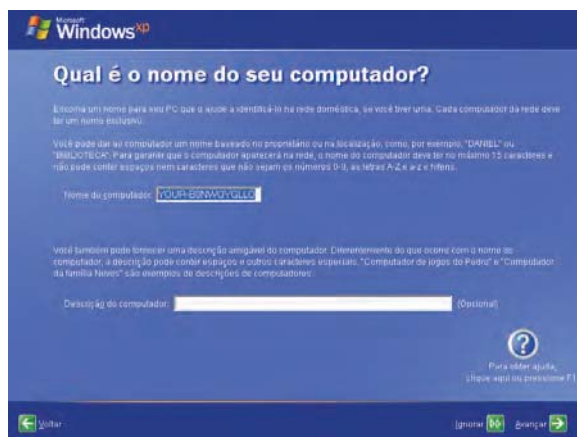 Microsoft
Windows xp
Qual é o nome do seu computador?
Escolha um nome para seu PC que o ajude a identificá-lo na rede doméstica, se você tiver uma. Cada computador da rede deve
ter um nome exclusivo.
Você pode dar ao computador um nome baseado no proprietário ou na localização, como, por exemplo, "DANIEL" ou
"BIBLIOTECA". Para garantir que o computador aparecerá na rede, o nome do computador deve ter no máximo 15 caracteres e
não pode conter espaços nem caracteres que não sejam os números 0-9, as letras A-Z e a-z e hífens.
Nome do computador:
Você também pode fornecer uma descrição amigável do computador. Diferentemente do que ocorre com o nome do
computador, a descrição pode conter espaços e outros caracteres especiais. "Computador de jogos do Pedro" e "Computador
da família Neves" são exemplos de descrições de computadores.
Descrição do computador: (Opcional)
Para obter ajuda,
clique aqui ou pressione F1
Voltar Ignorar Avançar